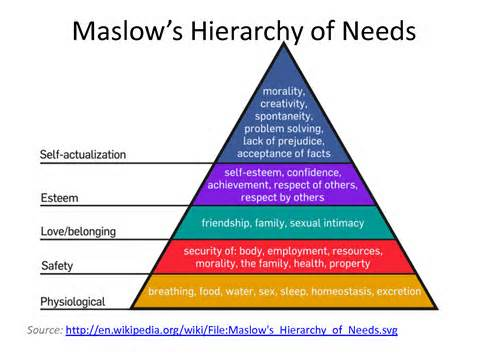 Maslow's Hierarchy of Needs
morality,
creativity,
spontaneity,
problem solving,
lack of prejudice,
acceptance of facts
Self-actualization
self-esteem, confidence,
achievement, respect of others,
respect by others
Esteem
friendship, family, sexual intimacy
Love/belonging
security of: body, employment, resources,
morality, the family, health, property
Safety
breathing, food, water, sex, sleep, homeostasis, excretion
Physiological
Source: http://en.wikipedia.org/wiki/File:Maslow's_Hierarchy_of_Needs.svg